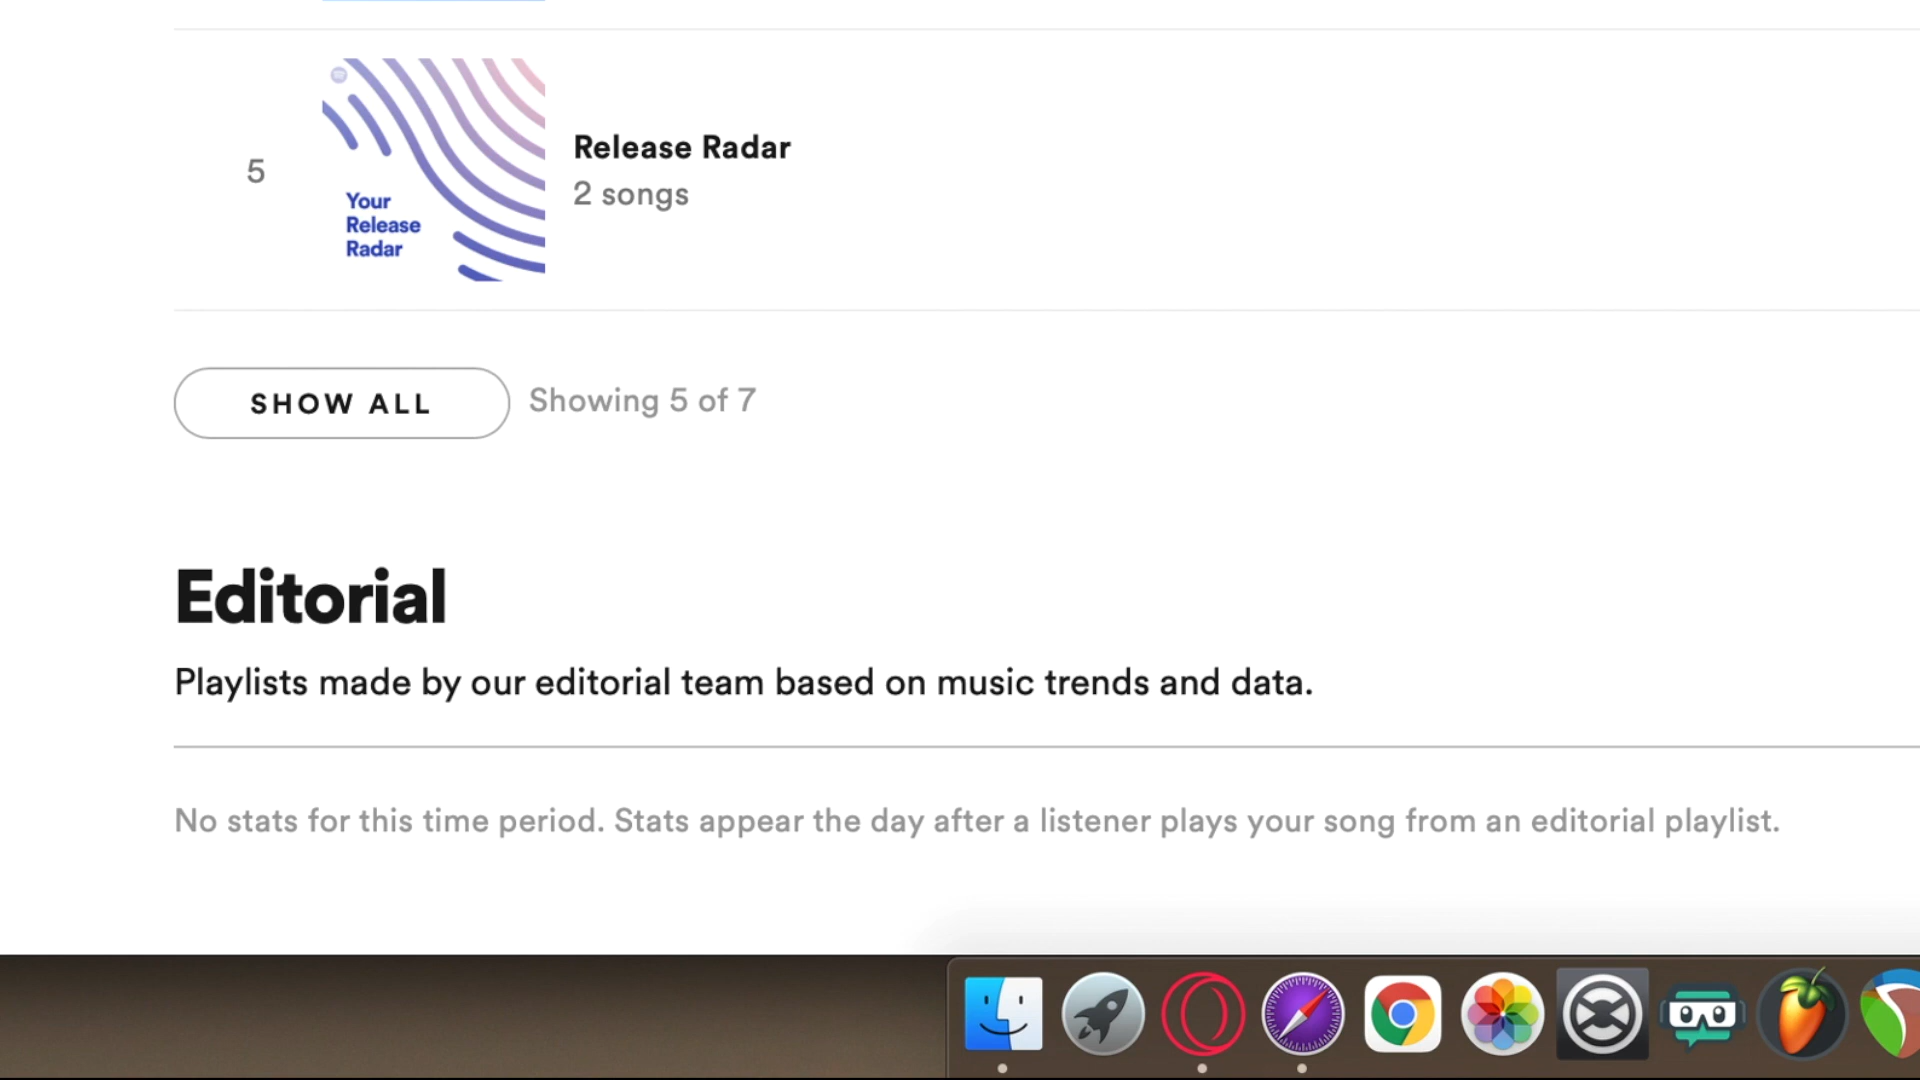 5
Your
Release
Radar
Release Radar
2 songs
SHOW ALL
Showing 5 of 7
Editorial
Playlists made by our editorial team based on music trends and data.
No stats for this time period. Stats appear the day after a listener plays your song from an editorial playlist.